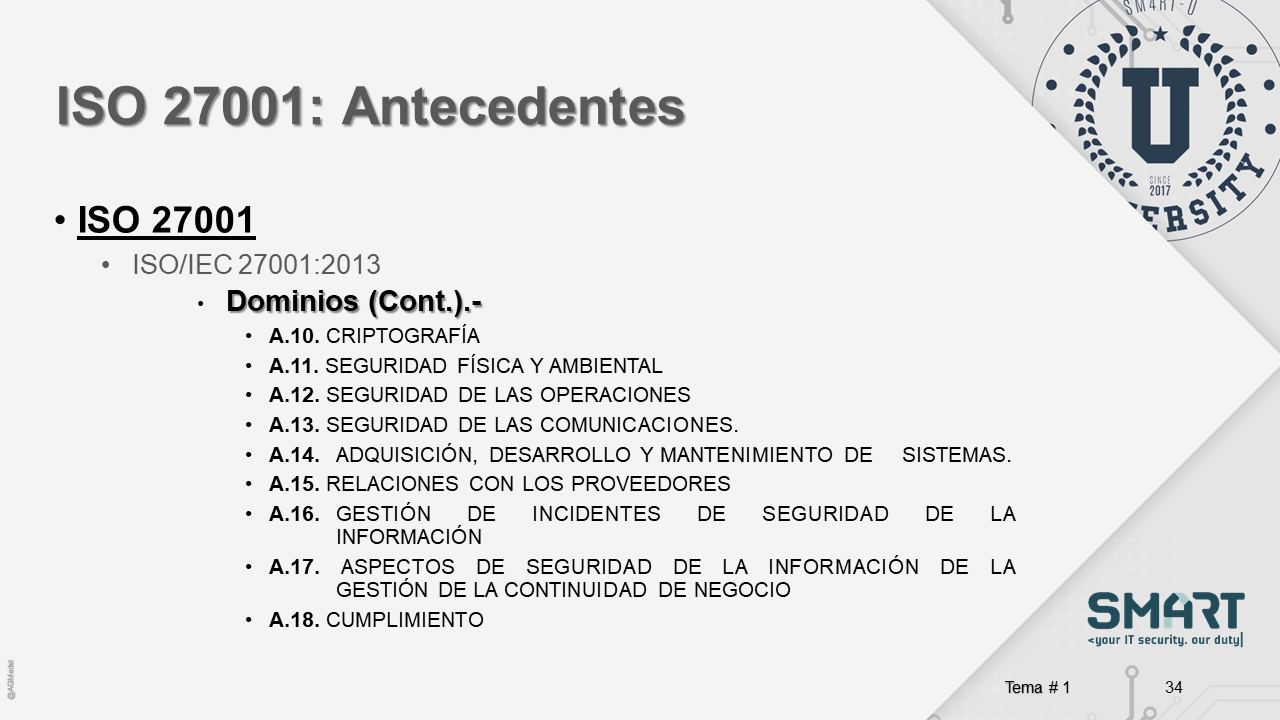 SM4RT-U
ISO 27001: Antecedentes
U
SINCE
2017
ERSITY
• ISO 27001
• ISO/IEC 27001:2013
• Dominios (Cont.).-
• A.10. CRIPTOGRAFÍA
• A.11. SEGURIDAD FÍSICA Y AMBIENTAL
• A.12. SEGURIDAD DE LAS OPERACIONES
• A.13. SEGURIDAD DE LAS COMUNICACIONES.
• A.14. ADQUISICIÓN, DESARROLLO Y MANTENIMIENTO DE SISTEMAS.
• A.15. RELACIONES CON LOS PROVEEDORES
• A.16. GESTIÓN DE INCIDENTES DE SEGURIDAD DE LA
INFORMACIÓN
• A.17. ASPECTOS DE SEGURIDAD DE LA INFORMACIÓN DE LA
GESTIÓN DE LA CONTINUIDAD DE NEGOCIO
• A.18. CUMPLIMIENTO
SM4RT
<your IT security. our duty|
@AGMedel
Tema # 1
34